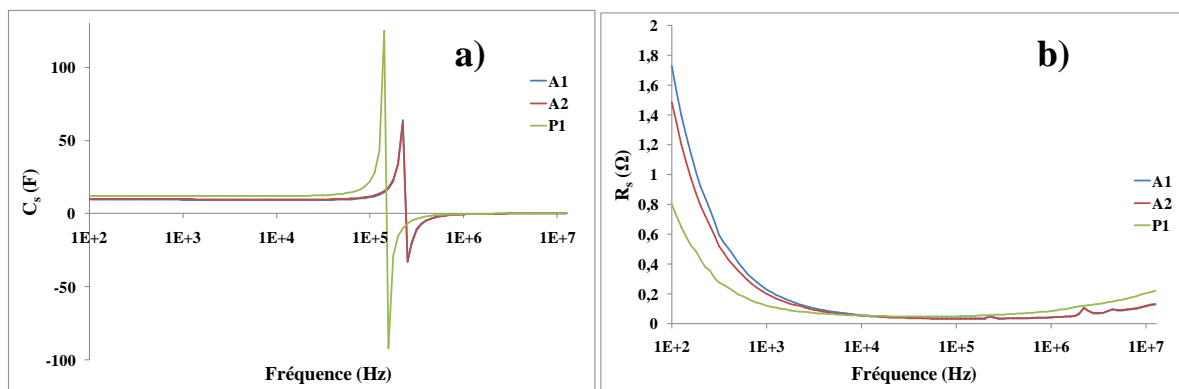 a)
C_s (F)
100
50
0
-50
-100
1E+2 1E+3 1E+4 1E+5 1E+6 1E+7
Fréquence (Hz)
A1
A2
P1
b)
R_s (Ω)
2
1,8
1,6
1,4
1,2
1
0,8
0,6
0,4
0,2
0
1E+2 1E+3 1E+4 1E+5 1E+6 1E+7
Fréquence (Hz)
A1
A2
P1